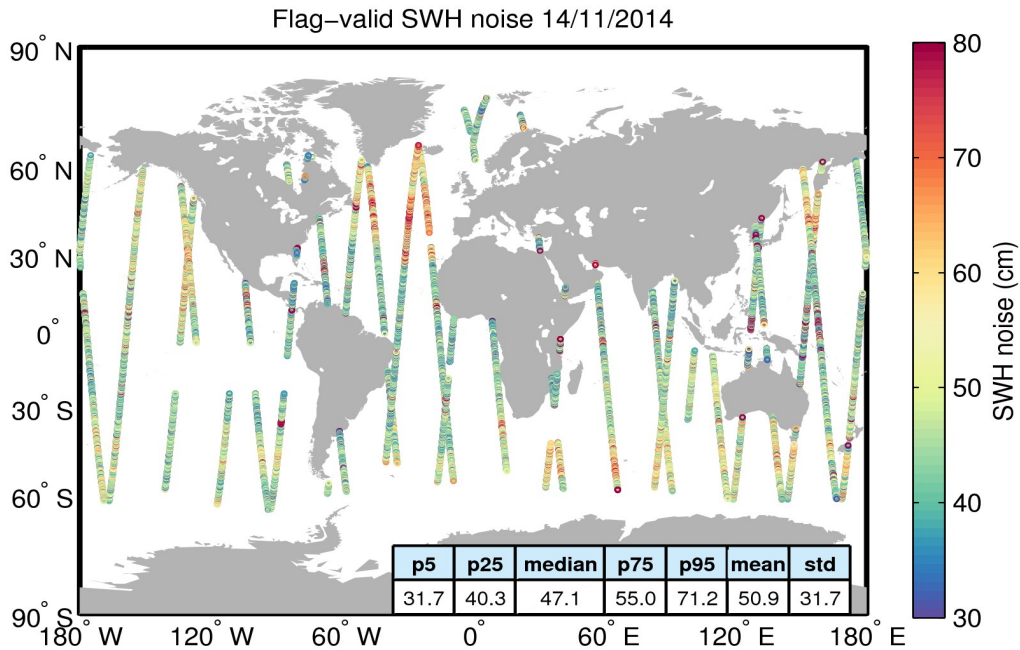 Flag−valid SWH noise 14/11/2014
90° N
60° N
30° N
0°
30° S
60° S
90° S
180° W 120° W 60° W 0° 60° E 120° E 180° E
p5 p25 median p75 p95 mean std
31.7 40.3 47.1 55.0 71.2 50.9 31.7
80
70
60
50
40
30
SWH noise (cm)